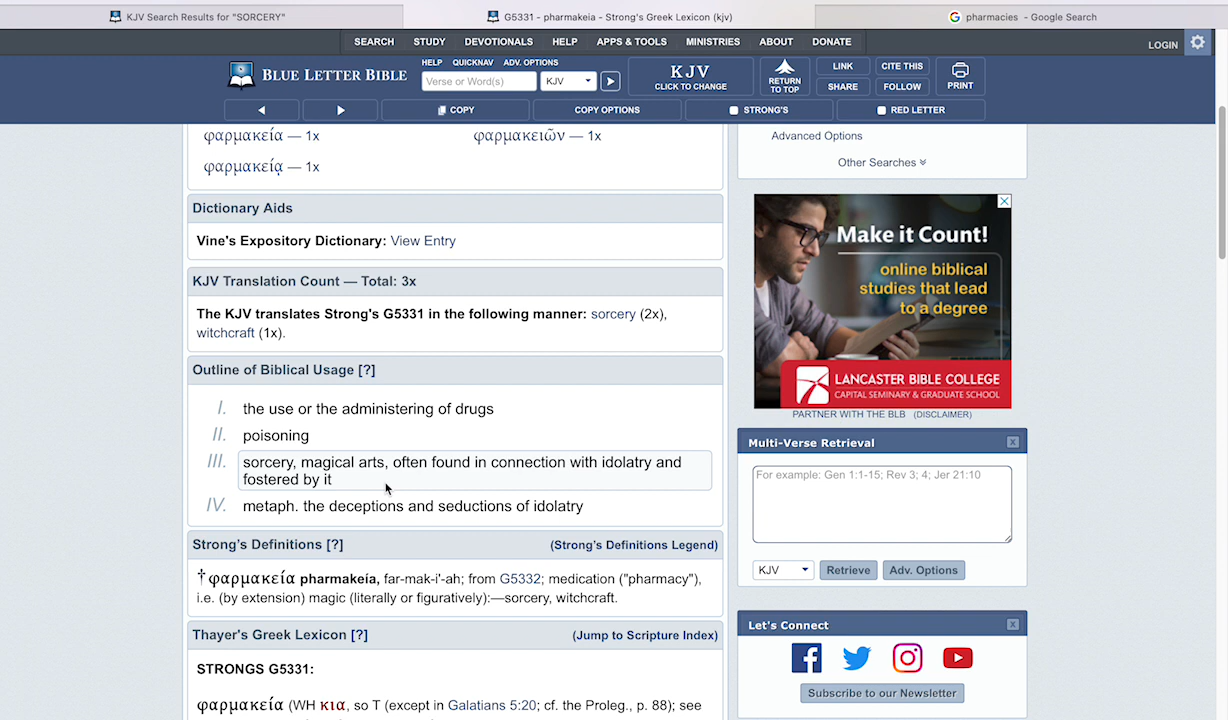 KJV Search Results for "SORCERY"
G5331 - pharmakeia - Strong's Greek Lexicon (kjv)
pharmacies - Google Search
SEARCH STUDY DEVOTIONALS HELP APPS & TOOLS MINISTRIES ABOUT DONATE
LOGIN
BLUE LETTER BIBLE
HELP QUICKNAV ADV. OPTIONS
Verse or Word(s)
KJV
KJV
CLICK TO CHANGE
RETURN
TO TOP
LINK
CITE THIS
SHARE
FOLLOW
PRINT
COPY
COPY OPTIONS
STRONG'S
RED LETTER
φαρμακεία — 1x
φαρμακειῶν — 1x
φαρμακείᾳ — 1x
Dictionary Aids
Vine's Expository Dictionary: View Entry
KJV Translation Count — Total: 3x
The KJV translates Strong's G5331 in the following manner: sorcery (2x),
witchcraft (1x).
Outline of Biblical Usage [?]
I. the use or the administering of drugs
II. poisoning
III. sorcery, magical arts, often found in connection with idolatry and
fostered by it
IV. metaph. the deceptions and seductions of idolatry
Strong's Definitions [?]
(Strong's Definitions Legend)
†φαρμακεία pharmakeía, far-mak-i'-ah; from G5332; medication ("pharmacy"),
i.e. (by extension) magic (literally or figuratively):—sorcery, witchcraft.
Thayer's Greek Lexicon [?]
(Jump to Scripture Index)
STRONGS G5331:
φαρμακεία (WH κια, so T (except in Galatians 5:20; cf. the Proleg., p. 88); see
Advanced Options
Other Searches
Make it Count!
online biblical
studies that lead
to a degree
LANCASTER BIBLE COLLEGE
CAPITAL SEMINARY & GRADUATE SCHOOL
PARTNER WITH THE BLB (DISCLAIMER)
Multi-Verse Retrieval
For example: Gen 1:1-15; Rev 3; 4; Jer 21:10
KJV
Retrieve
Adv. Options
Let's Connect
Subscribe to our Newsletter